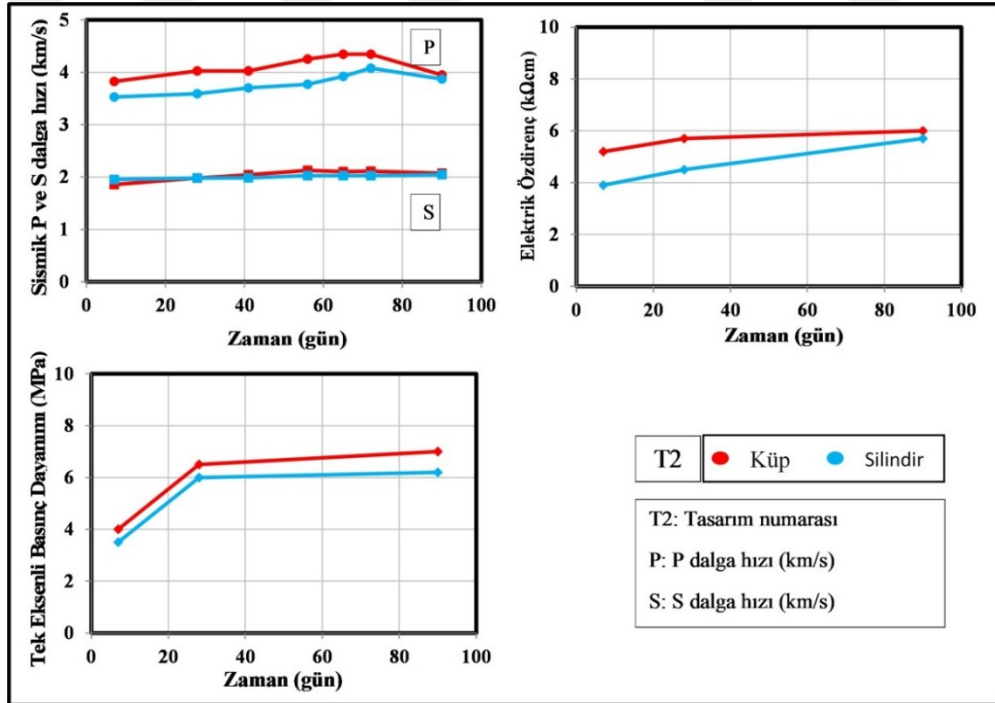 Sismik P ve S dalga hızı (km/s)
5
4
3
2
1
0
P
S
0 20 40 60 80 100
Zaman (gün)
Elektrik Özdirenç (kΩcm)
10
8
6
4
2
0
0 20 40 60 80 100
Zaman (gün)
Tek Eksenli Basınç Dayanımı (MPa)
10
8
6
4
2
0
0 20 40 60 80 100
Zaman (gün)
T2 Küp Silindir
T2: Tasarım numarası
P: P dalga hızı (km/s)
S: S dalga hızı (km/s)